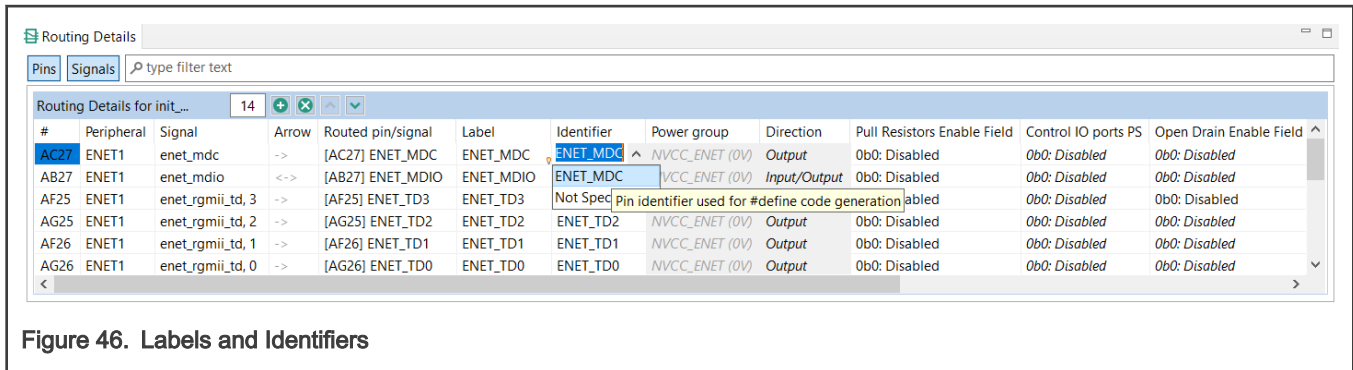 Routing Details
Pins Signals type filter text
Routing Details for init_... 14
# Peripheral Signal Arrow Routed pin/signal Label Identifier Power group Direction Pull Resistors Enable Field Control IO ports PS Open Drain Enable Field
AC27 ENET1 enet_mdc -> [AC27] ENET_MDC ENET_MDC ENET_MDC NVCC_ENET (0V) Output 0b0: Disabled 0b0: Disabled 0b0: Disabled
AB27 ENET1 enet_mdio <-> [AB27] ENET_MDIO ENET_MDIO ENET_MDC VCC_ENET (0V) Input/Output 0b0: Disabled 0b0: Disabled 0b0: Disabled
AF25 ENET1 enet_rgmii_td, 3 -> [AF25] ENET_TD3 ENET_TD3 Not Spec Pin identifier used for #define code generation abled 0b0: Disabled 0b0: Disabled
AG25 ENET1 enet_rgmii_td, 2 -> [AG25] ENET_TD2 ENET_TD2 ENET_TD2 NVCC_ENET (0V) Output 0b0: Disabled 0b0: Disabled 0b0: Disabled
AF26 ENET1 enet_rgmii_td, 1 -> [AF26] ENET_TD1 ENET_TD1 ENET_TD1 NVCC_ENET (0V) Output 0b0: Disabled 0b0: Disabled 0b0: Disabled
AG26 ENET1 enet_rgmii_td, 0 -> [AG26] ENET_TD0 ENET_TD0 ENET_TD0 NVCC_ENET (0V) Output 0b0: Disabled 0b0: Disabled 0b0: Disabled
Figure 46. Labels and Identifiers